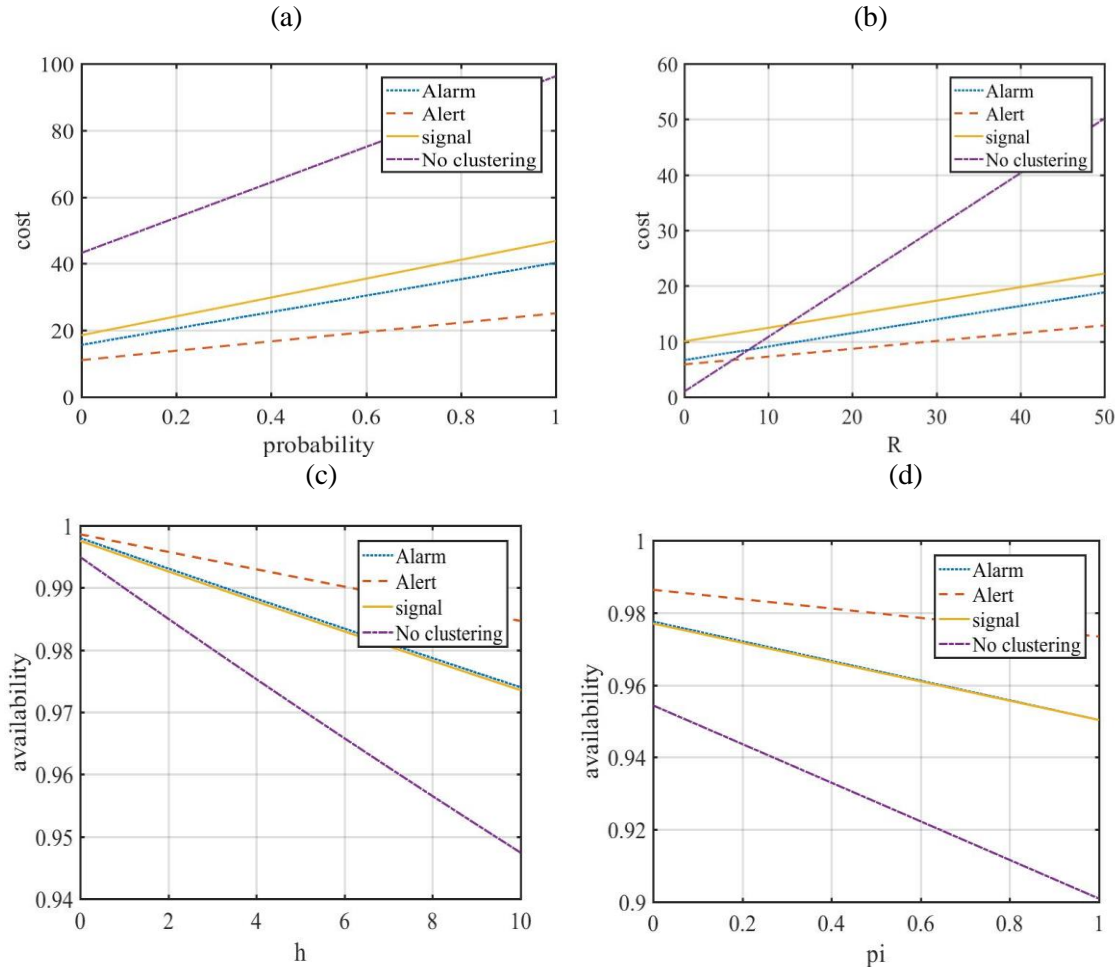 (a)
100
80
60
40
20
0
cost
0 0.2 0.4 0.6 0.8 1
probability
Alarm
Alert
signal
No clustering
(b)
60
50
40
30
20
10
0
cost
0 10 20 30 40 50
R
Alarm
Alert
signal
No clustering
(c)
1
0.99
0.98
0.97
0.96
0.95
0.94
availability
0 2 4 6 8 10
h
Alarm
Alert
signal
No clustering
(d)
1
0.98
0.96
0.94
0.92
0.9
availability
0 0.2 0.4 0.6 0.8 1
pi
Alarm
Alert
signal
No clustering